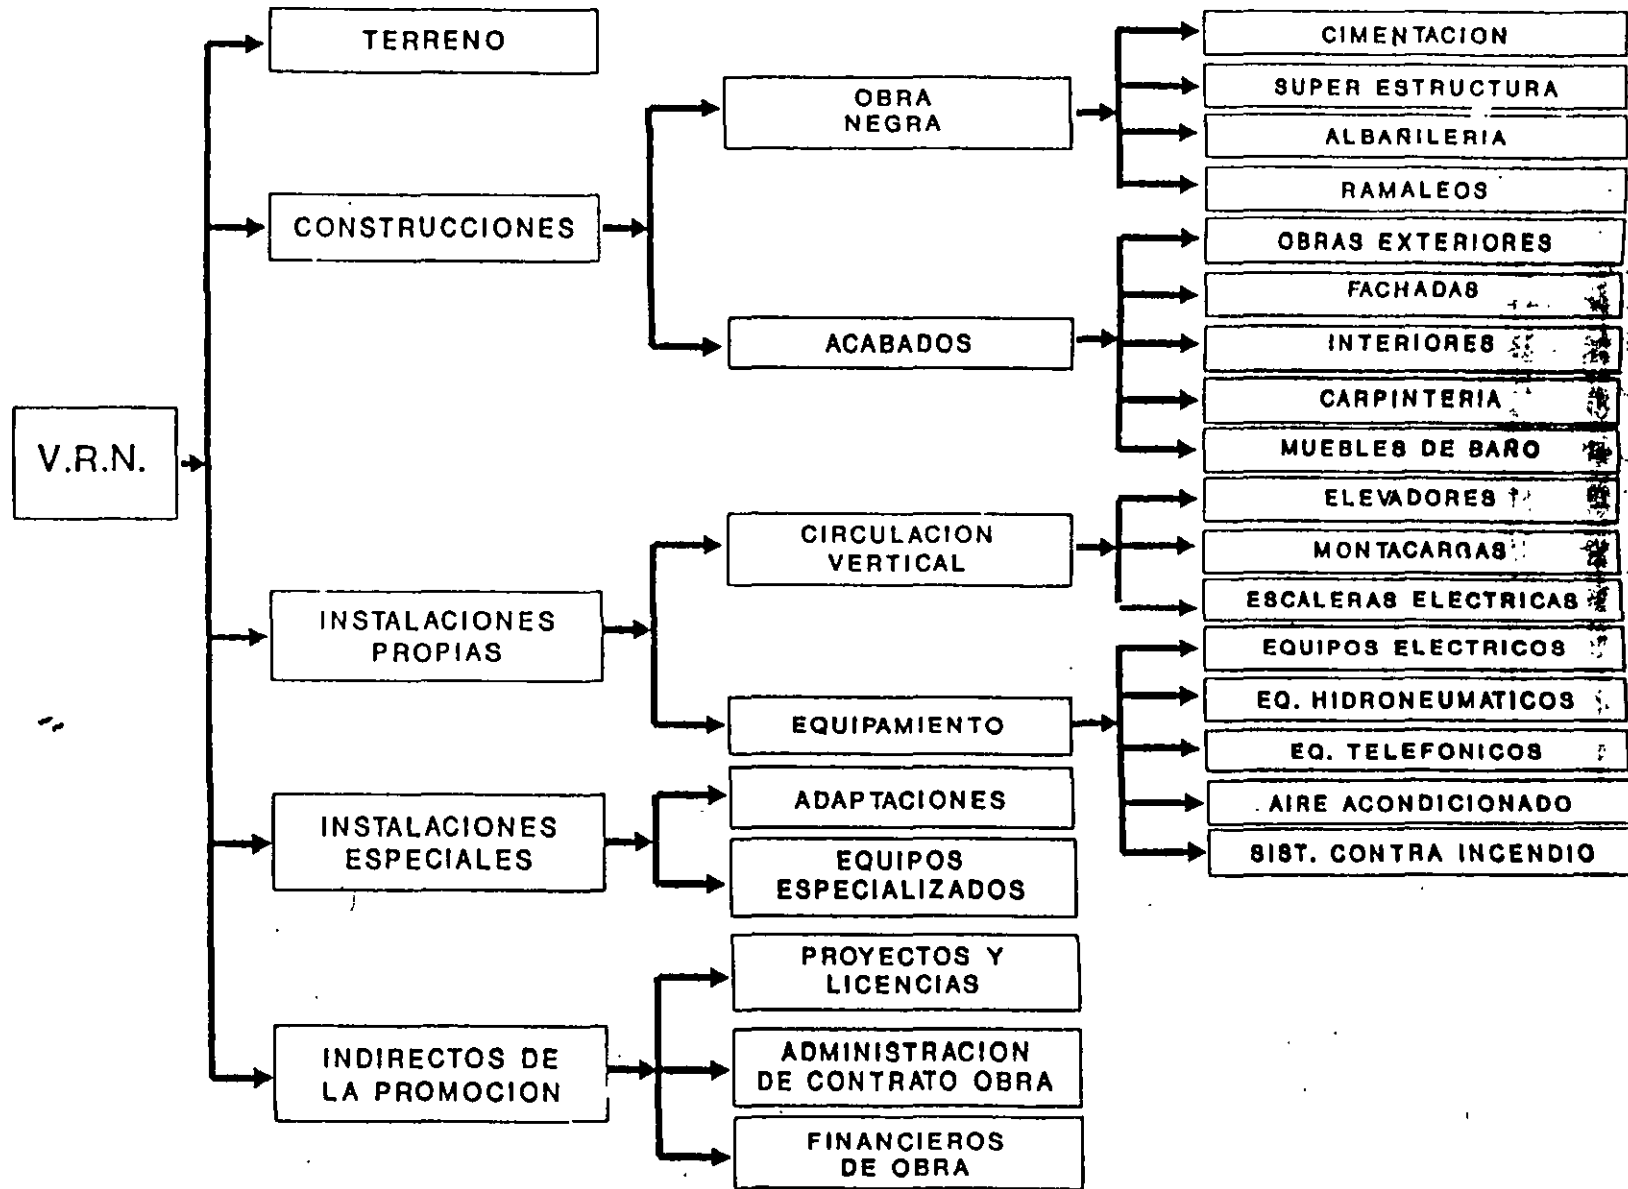 V.R.N.
TERRENO
CONSTRUCCIONES
INSTALACIONES
PROPIAS
INSTALACIONES
ESPECIALES
INDIRECTOS DE
LA PROMOCION
OBRA
NEGRA
ACABADOS
CIRCULACION
VERTICAL
EQUIPAMIENTO
ADAPTACIONES
EQUIPOS
ESPECIALIZADOS
PROYECTOS Y
LICENCIAS
ADMINISTRACION
DE CONTRATO OBRA
FINANCIEROS
DE OBRA
CIMENTACION
SUPER ESTRUCTURA
ALBAÑILERIA
RAMALEOS
OBRAS EXTERIORES
FACHADAS
INTERIORES
CARPINTERIA
MUEBLES DE BAÑO
ELEVADORES
MONTACARGAS
ESCALERAS ELECTRICAS
EQUIPOS ELECTRICOS
EQ. HIDRONEUMATICOS
EQ. TELEFONICOS
AIRE ACONDICIONADO
SIST. CONTRA INCENDIO